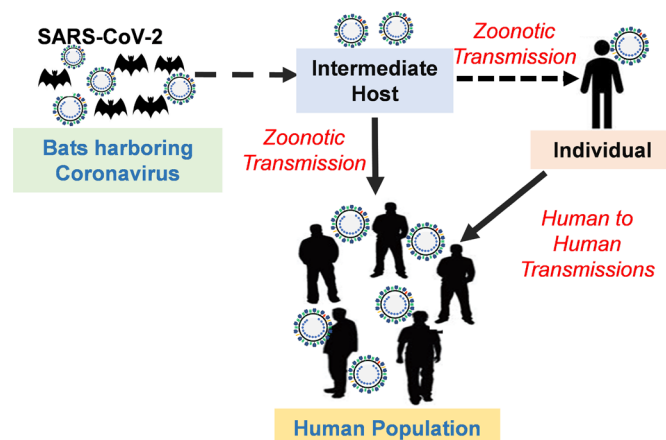 SARS-CoV-2
Bats harboring
Coronavirus
Intermediate
Host
Zoonotic
Transmission
Individual
Zoonotic
Transmission
Human to
Human
Transmissions
Human Population